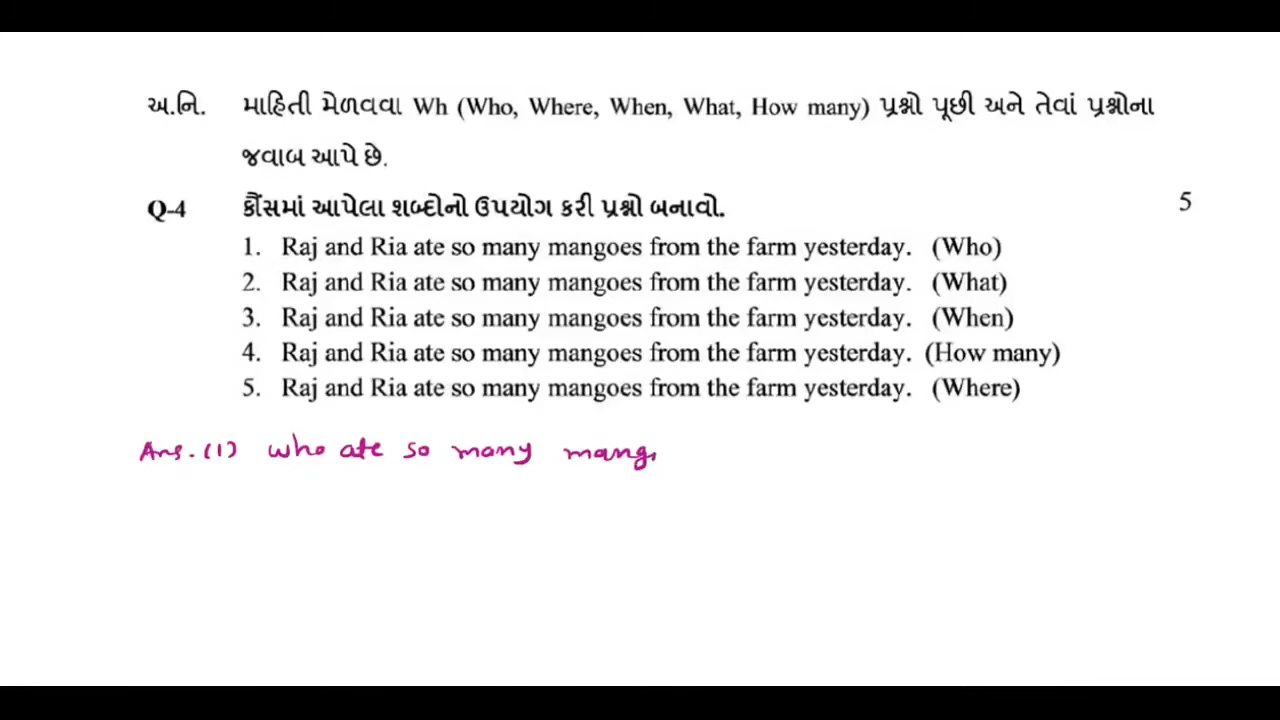 અ.નિ. માહિતી મેળવવા Wh (Who, Where, When, What, How many) પ્રશ્નો પૂછી અને તેવાં પ્રશ્નોના
જવાબ આપે છે.
Q-4 કૌંસમાં આપેલા શબ્દોનો ઉપયોગ કરી પ્રશ્નો બનાવો. 5
1. Raj and Ria ate so many mangoes from the farm yesterday. (Who)
2. Raj and Ria ate so many mangoes from the farm yesterday. (What)
3. Raj and Ria ate so many mangoes from the farm yesterday. (When)
4. Raj and Ria ate so many mangoes from the farm yesterday. (How many)
5. Raj and Ria ate so many mangoes from the farm yesterday. (Where)
Ans. (1) who ate so many mang